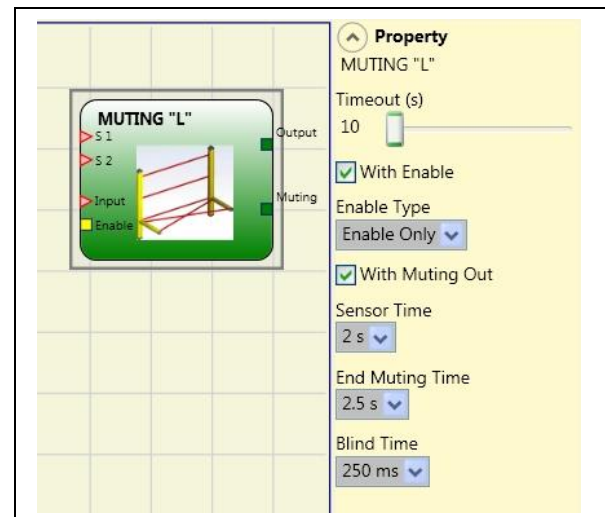 MUTING "L"
S 1
S 2
Input
Enable
Output
Muting
Property
MUTING "L"
Timeout (s)
10
With Enable
Enable Type
Enable Only
With Muting Out
Sensor Time
2 s
End Muting Time
2.5 s
Blind Time
250 ms